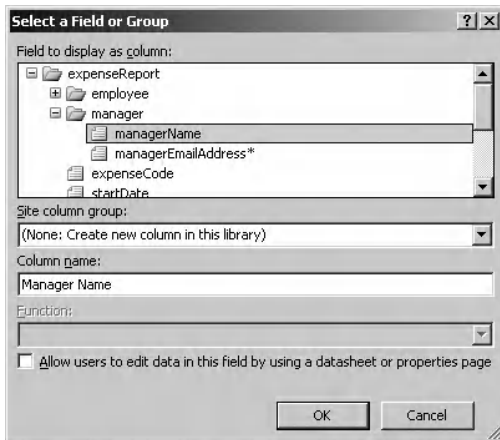 Select a Field or Group
Field to display as column:
expenseReport
employee
manager
managerName
managerEmailAddress*
expenseCode
startDate
Site column group:
(None: Create new column in this library)
Column name:
Manager Name
Function:
Allow users to edit data in this field by using a datasheet or properties page
OK Cancel